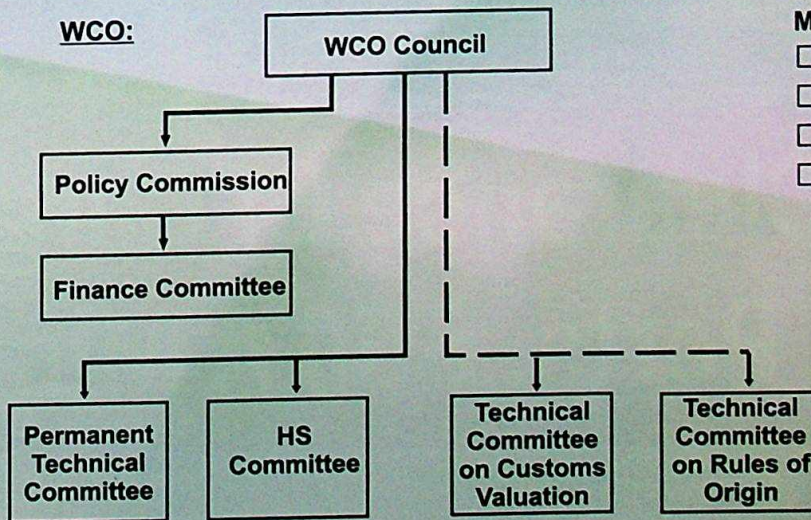 WCO:
WCO Council
M
Policy Commission
Finance Committee
Permanent
Technical
Committee
HS
Committee
Technical
Committee
on Customs
Valuation
Technical
Committee
on Rules of
Origin